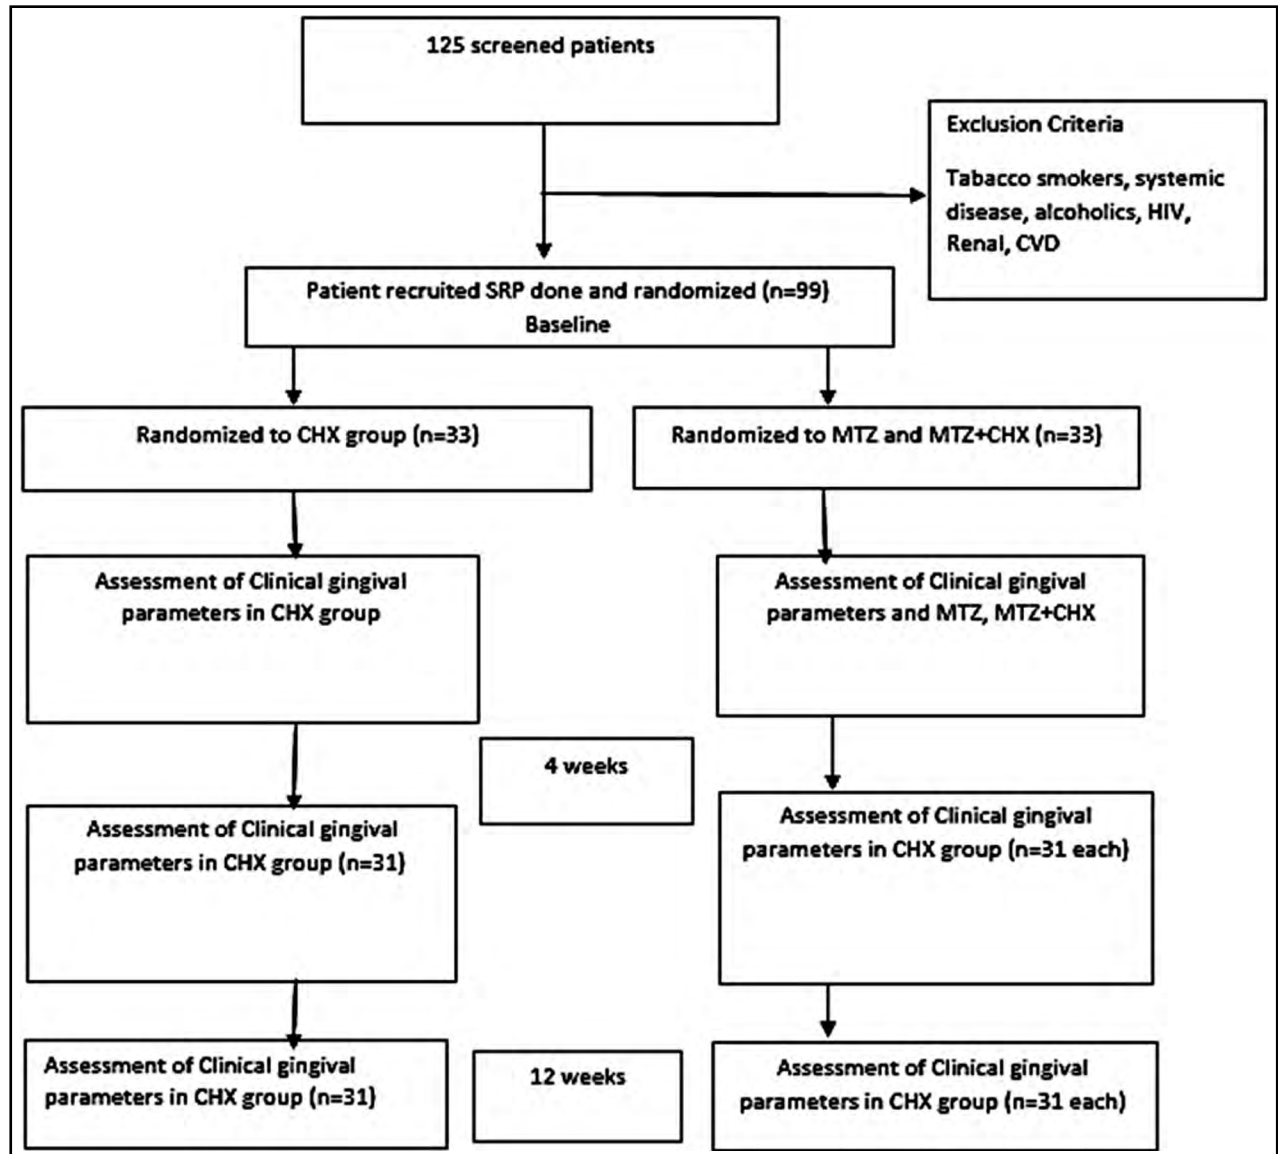 125 screened patients
Exclusion Criteria
Tabacco smokers, systemic
disease, alcoholics, HIV,
Renal, CVD
Patient recruited SRP done and randomized (n=99)
Baseline
Randomized to CHX group (n=33)
Randomized to MTZ and MTZ+CHX (n=33)
Assessment of Clinical gingival
parameters in CHX group
Assessment of Clinical gingival
parameters and MTZ, MTZ+CHX
4 weeks
Assessment of Clinical gingival
parameters in CHX group (n=31)
Assessment of Clinical gingival
parameters in CHX group (n=31 each)
Assessment of Clinical gingival
parameters in CHX group (n=31)
12 weeks
Assessment of Clinical gingival
parameters in CHX group (n=31 each)